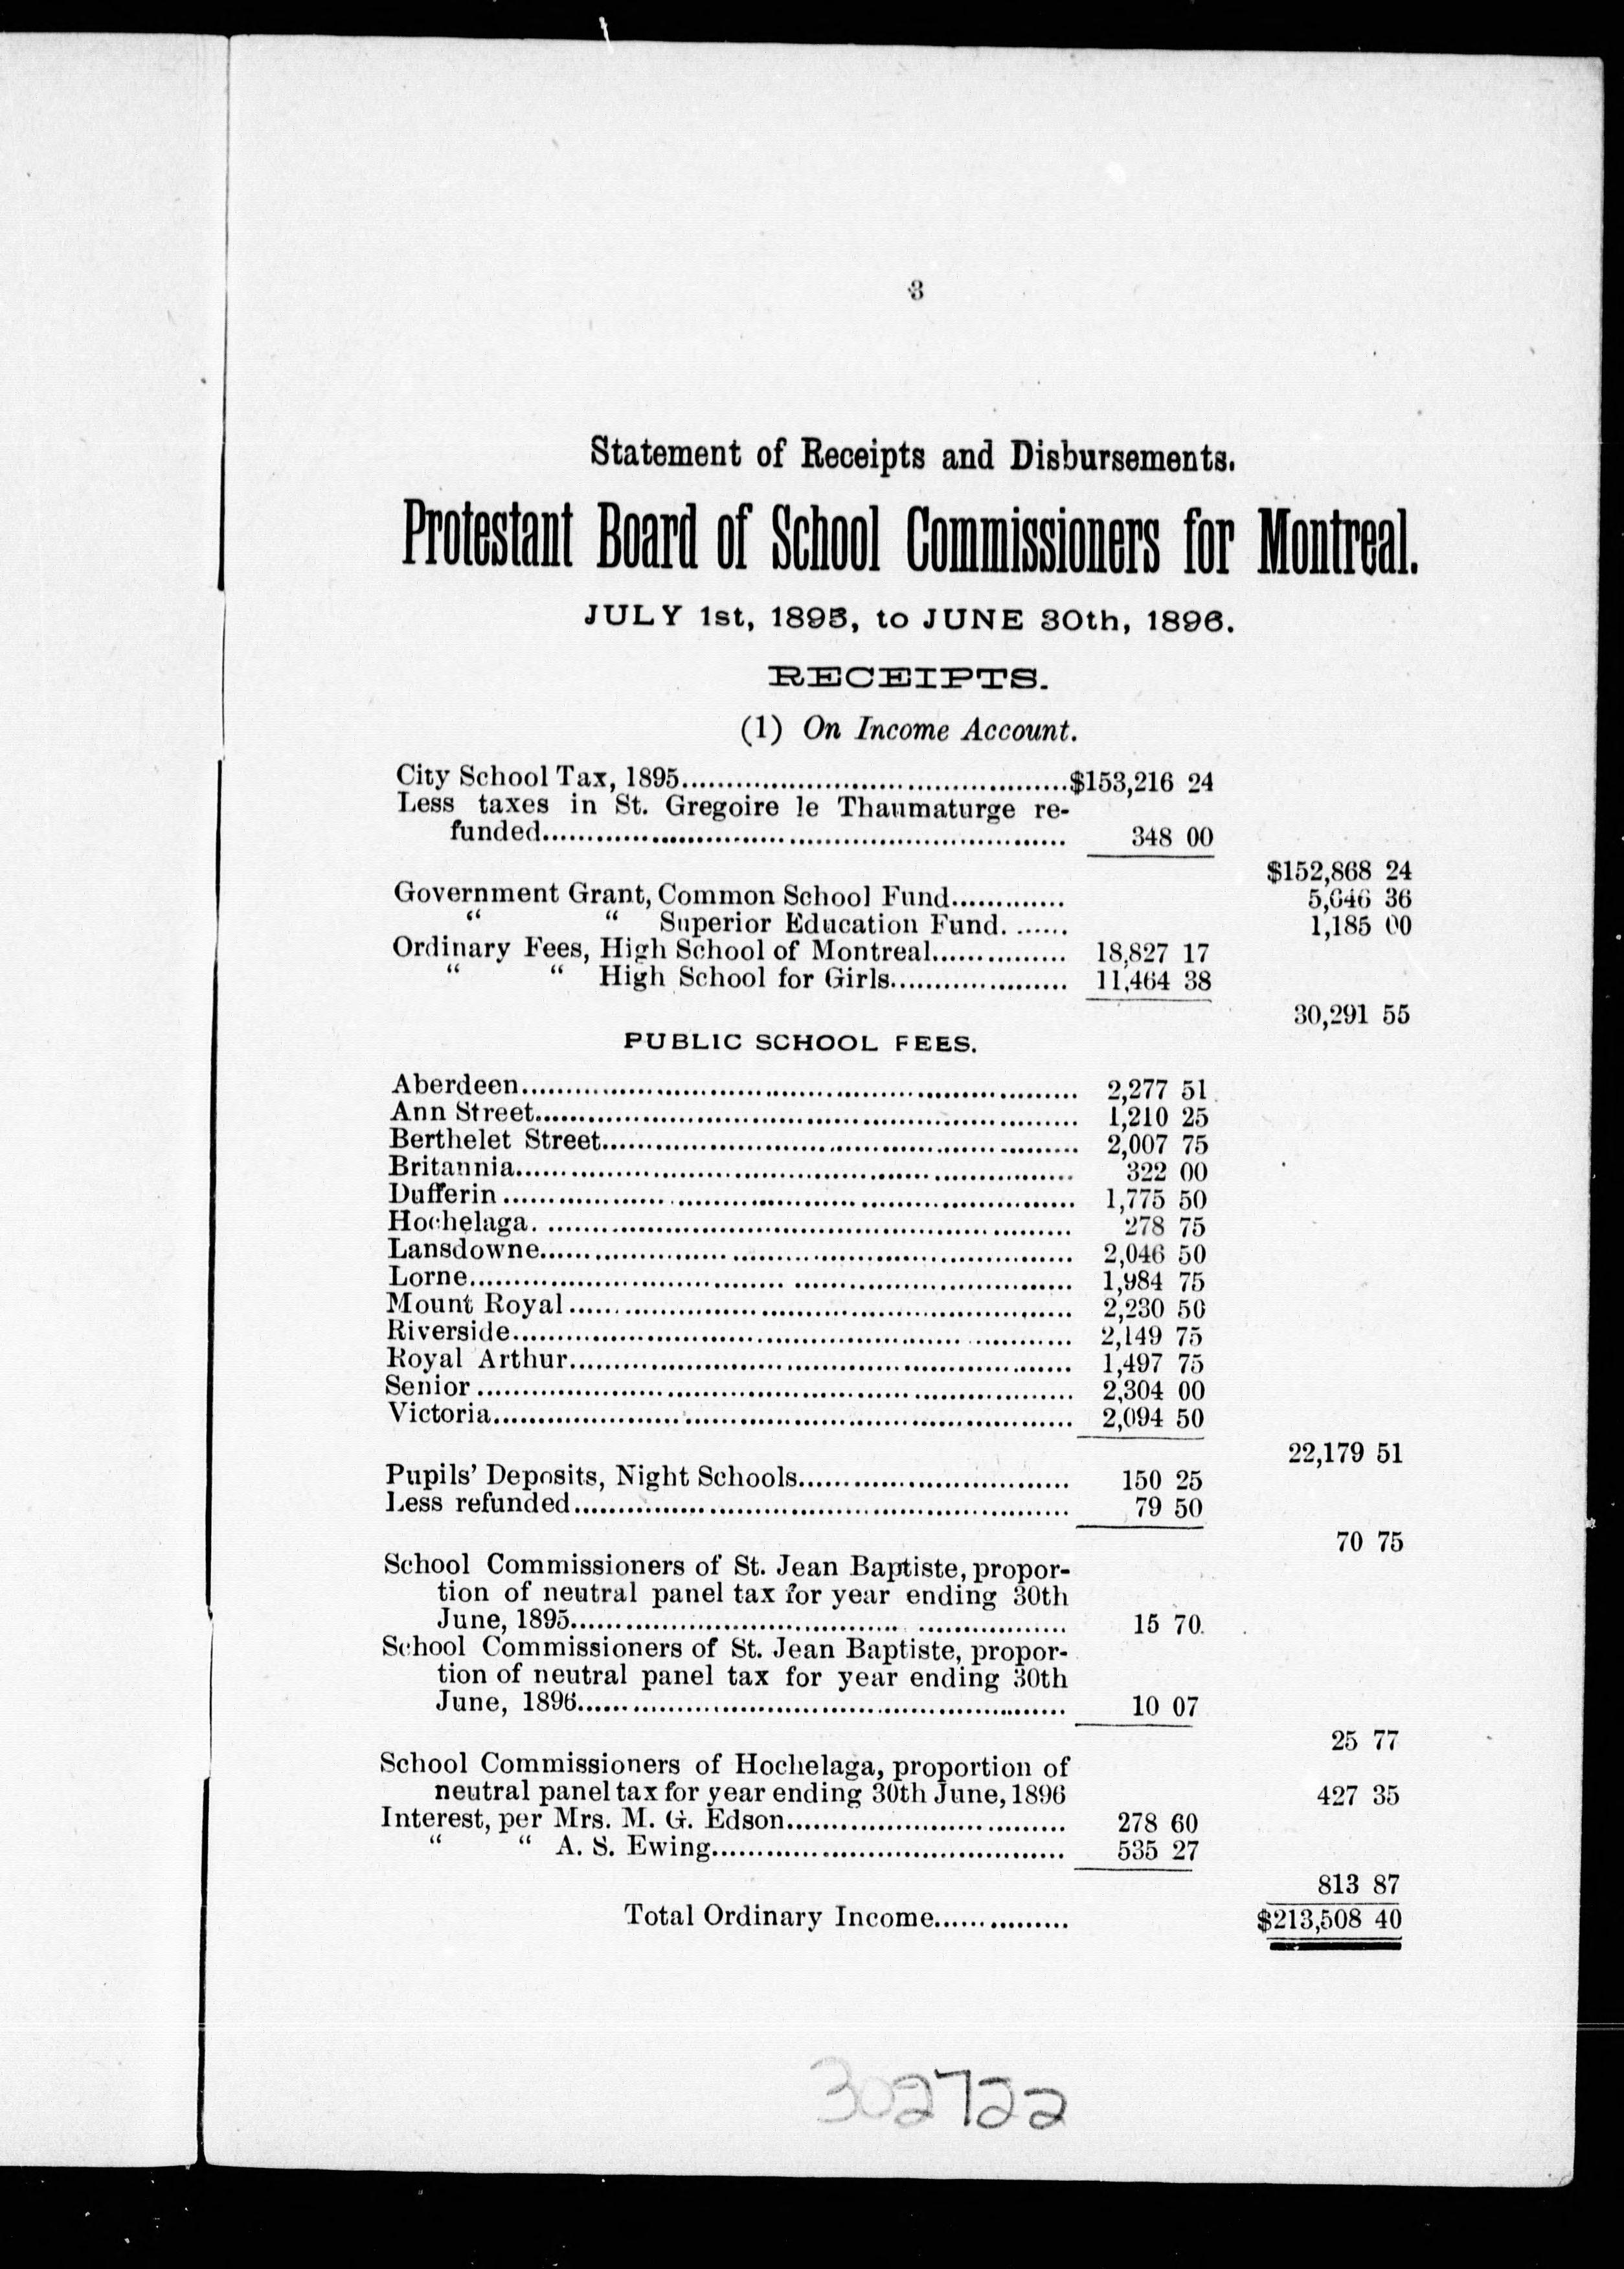 3
Statement of Receipts and Disbursements.
Protestant Board of School Commissioners for Montreal.
JULY 1st, 1895, to JUNE 30th, 1896.
RECEIPTS.
(1) On Income Account.
City School Tax, 1895.......................................... $153,216 24
Less taxes in St. Gregoire le Thaumaturge re-
funded.......................................................... 348 00
$152,868 24
Government Grant, Common School Fund............. 5,646 36
“ “ Superior Education Fund. ...... 1,185 00
Ordinary Fees, High School of Montreal............... 18,827 17
“ “ High School for Girls.................... 11,464 38
30,291 55
PUBLIC SCHOOL FEES.
Aberdeen.............................................................. 2,277 51
Ann Street............................................................ 1,210 25
Berthelet Street..................................................... 2,007 75
Britannia.............................................................. 322 00
Dufferin ............................................................... 1,775 50
Hochelaga. ........................................................... 278 75
Lansdowne........................................................... 2,046 50
Lorne................................................................... 1,984 75
Mount Royal........................................................ 2,230 50
Riverside.............................................................. 2,149 75
Royal Arthur........................................................ 1,497 75
Senior .................................................................. 2,304 00
Victoria................................................................ 2,094 50
22,179 51
Pupils’ Deposits, Night Schools.............................. 150 25
Less refunded....................................................... 79 50
70 75
School Commissioners of St. Jean Baptiste, propor-
tion of neutral panel tax for year ending 30th
June, 1895..................................................... 15 70.
School Commissioners of St. Jean Baptiste, propor-
tion of neutral panel tax for year ending 30th
June, 1896..................................................... 10 07
25 77
School Commissioners of Hochelaga, proportion of
neutral panel tax for year ending 30th June, 1896 427 35
Interest, per Mrs. M. G. Edson............................... 278 60
“ “ A. S. Ewing....................................... 535 27
813 87
Total Ordinary Income............... $213,508 40
302722